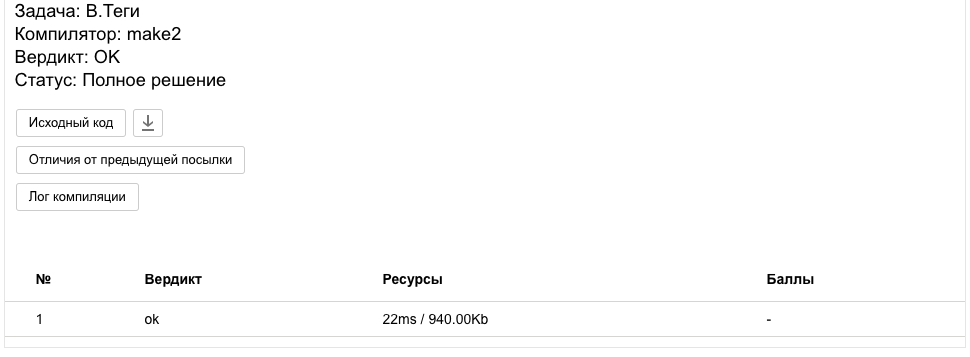 Задача: B.Теги
Компилятор: make2
Вердикт: OK
Статус: Полное решение
Исходный код
Отличия от предыдущей посылки
Лог компиляции
№ Вердикт Ресурсы Баллы
1 ok 22ms / 940.00Kb -